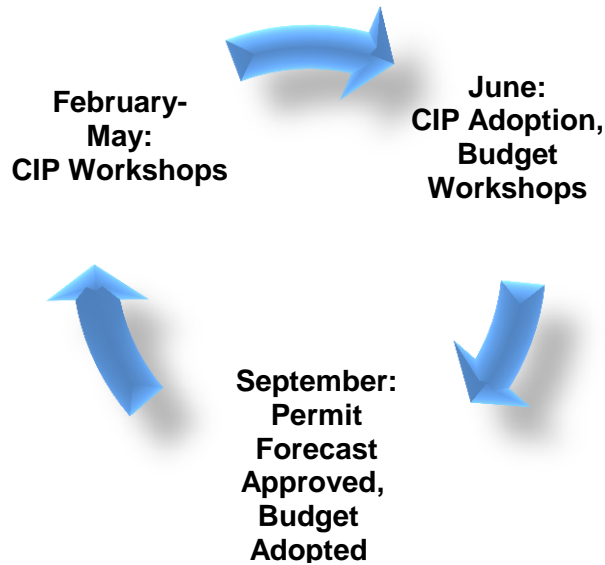 February-
May:
CIP Workshops
June:
CIP Adoption,
Budget
Workshops
September:
Permit
Forecast
Approved,
Budget
Adopted